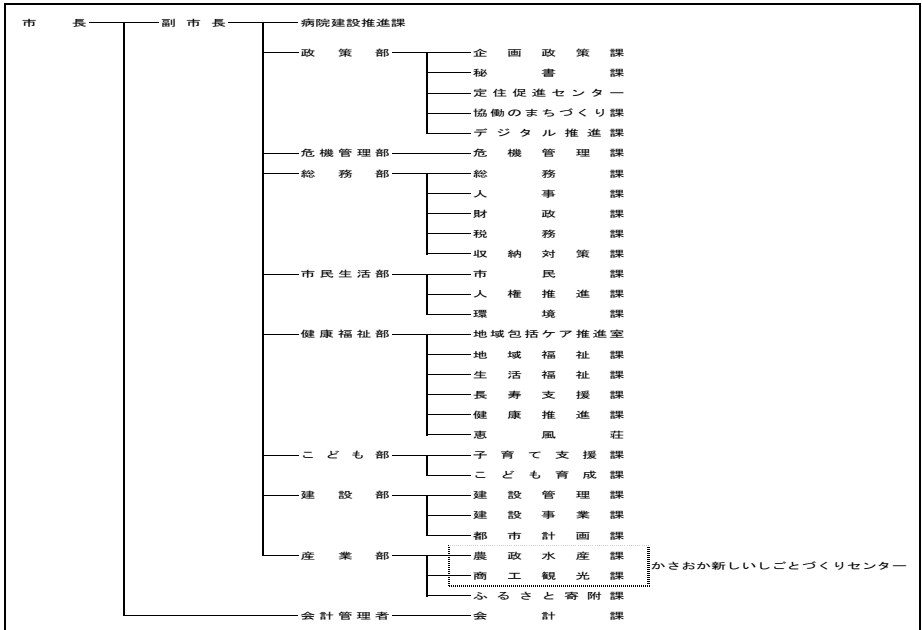 市長 副市長 病院建設推進課
政策部 企画政策課
秘書課
定住促進センター
協働のまちづくり課
デジタル推進課
危機管理部 危機管理課
総務部 総務課
人事課
財政課
税務課
収納対策課
市民生活部 市民課
人権推進課
環境課
健康福祉部 地域包括ケア推進室
地域福祉課
生活福祉課
長寿支援課
健康推進課
恵風荘
こども部 子育て支援課
こども育成課
建設部 建設管理課
建設事業課
都市計画課
産業部 農政水産課
かさおか新しいしごとづくりセンター
商工観光課
ふるさと寄附課
会計管理者 会計課